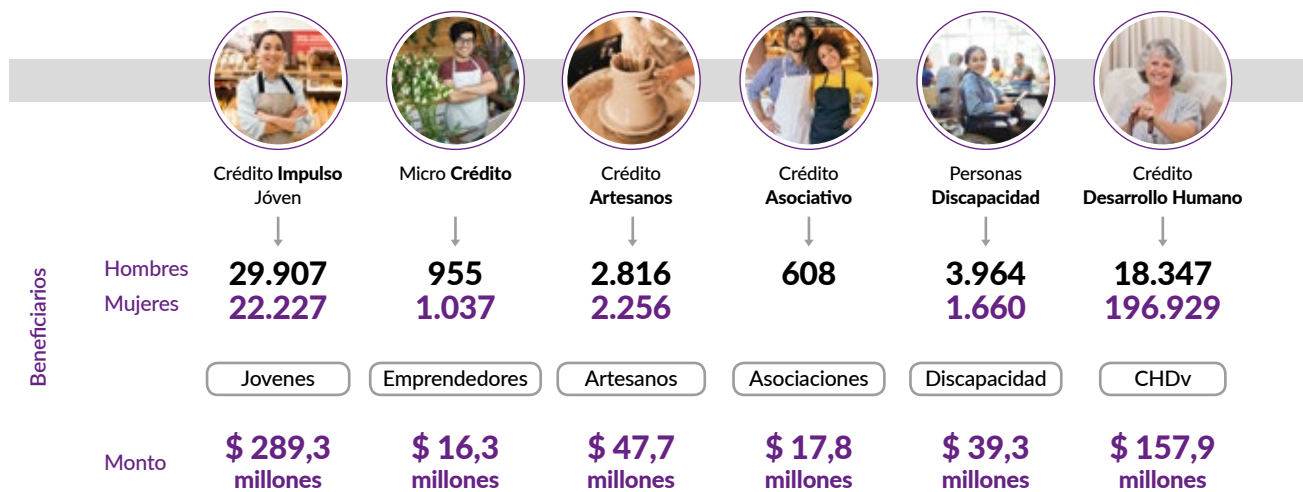 Crédito Impulso
Jóven
Micro Crédito
Crédito
Artesanos
Crédito
Asociativo
Personas
Discapacidad
Crédito
Desarrollo Humano
Beneficiarios
Hombres 29.907 955 2.816 608 3.964 18.347
Mujeres 22.227 1.037 2.256 1.660 196.929
Jovenes Emprendedores Artesanos Asociaciones Discapacidad CHDv
Monto
$ 289,3
millones
$ 16,3
millones
$ 47,7
millones
$ 17,8
millones
$ 39,3
millones
$ 157,9
millones